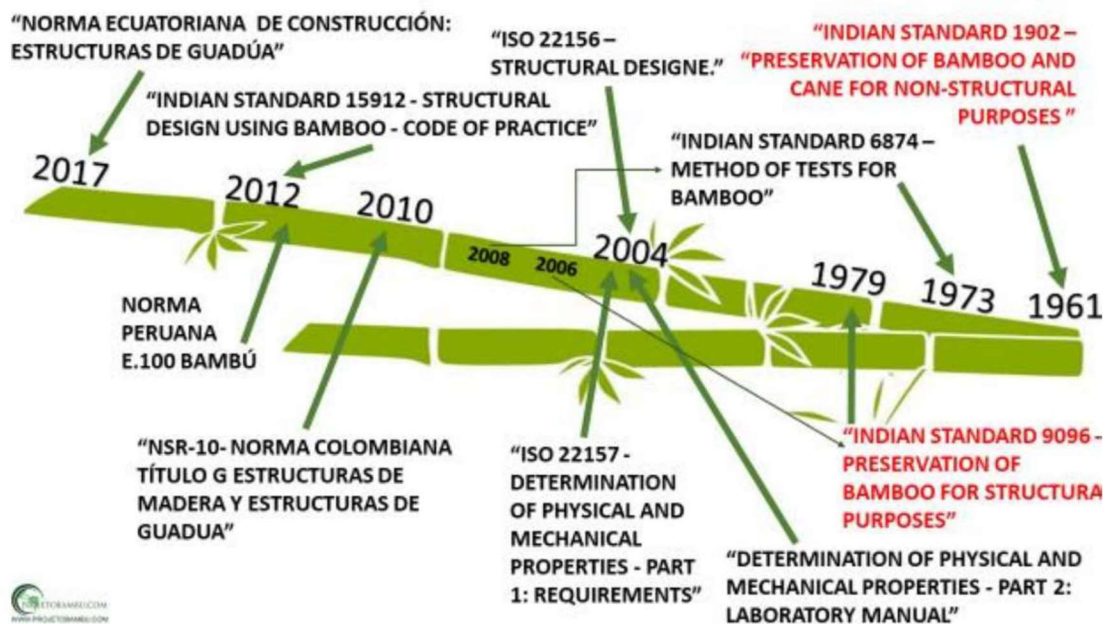 “NORMA ECUATORIANA DE CONSTRUCCIÓN:
ESTRUCTURAS DE GUADÚA”
“ISO 22156 –
STRUCTURAL DESIGNE.”
“INDIAN STANDARD 1902 –
“PRESERVATION OF BAMBOO AND
CANE FOR NON-STRUCTURAL
PURPOSES ”
“INDIAN STANDARD 15912 - STRUCTURAL
DESIGN USING BAMBOO - CODE OF PRACTICE”
“INDIAN STANDARD 6874 –
METHOD OF TESTS FOR
BAMBOO”
2017
2012
2010
2008
2006
2004
1979
1973
1961
NORMA
PERUANA
E.100 BAMBÚ
“NSR-10- NORMA COLOMBIANA
TÍTULO G ESTRUCTURAS DE
MADERA Y ESTRUCTURAS DE
GUADUA”
“ISO 22157 -
DETERMINATION
OF PHYSICAL AND
MECHANICAL
PROPERTIES - PART
1: REQUIREMENTS”
“INDIAN STANDARD 9096 -
PRESERVATION OF
BAMBOO FOR STRUCTURA
PURPOSES”
“DETERMINATION OF PHYSICAL AND
MECHANICAL PROPERTIES - PART 2:
LABORATORY MANUAL”
WWW.PROJETOBAMBU.COM